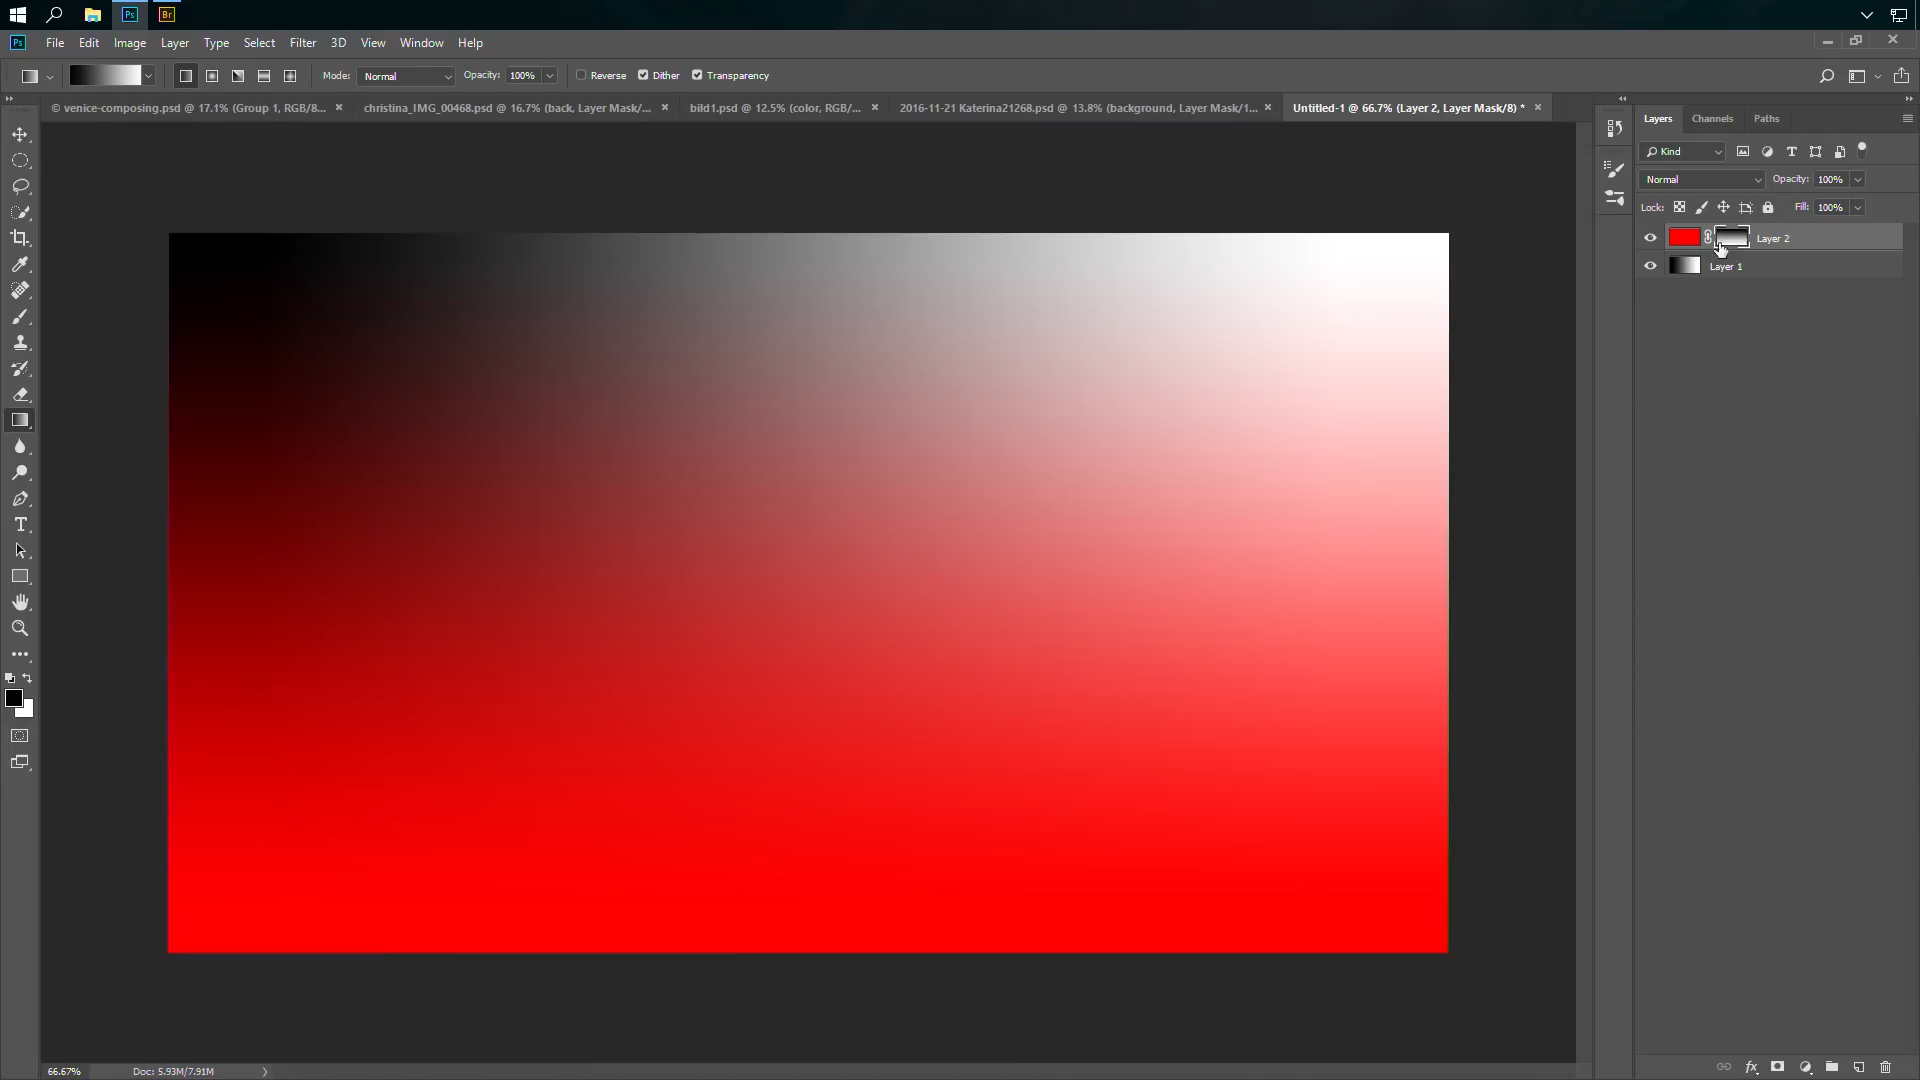 Ps Br
Ps File Edit Image Layer Type Select Filter 3D View Window Help
Mode: Normal Opacity: 100% Reverse Dither Transparency
© venice-composing.psd @ 17.1% (Group 1, RGB/8... × christina_IMG_00468.psd @ 16.7% (back, Layer Mask/... × bild1.psd @ 12.5% (color, RGB/... × 2016-11-21 Katerina21268.psd @ 13.8% (background, Layer Mask/1... × Untitled-1 @ 66.7% (Layer 2, Layer Mask/8) * ×
Layers Channels Paths
Kind
Normal Opacity: 100%
Lock: Fill: 100%
Layer 2
Layer 1
66.67% Doc: 5.93M/7.91M